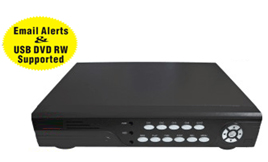 Email Alerts
&
USB DVD RW
Supported